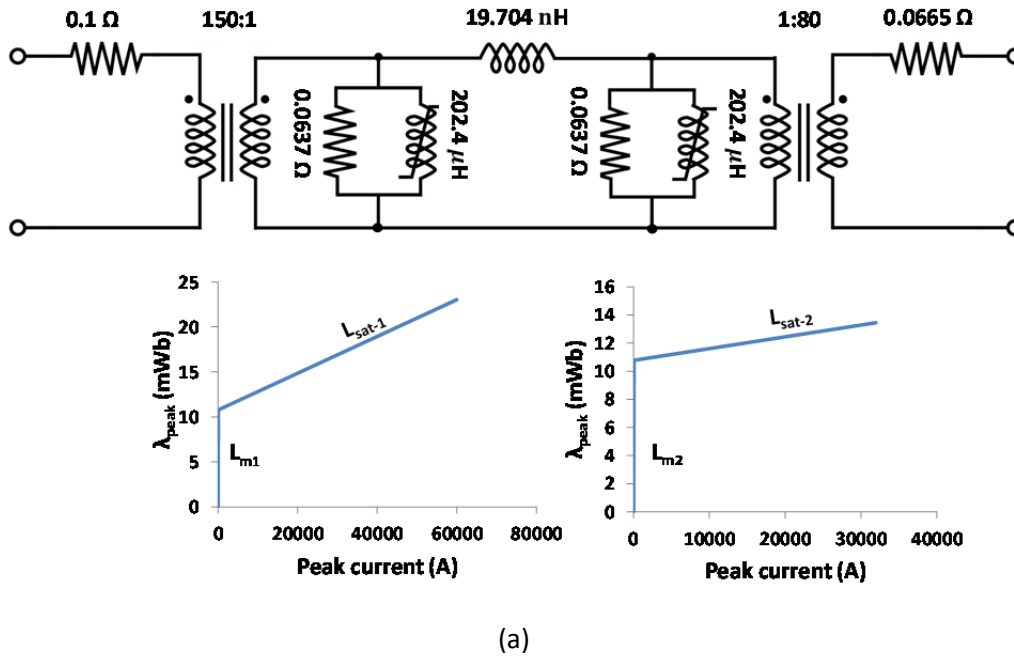 0.1 Ω 150:1 19.704 nH 1:80 0.0665 Ω
0.0637 Ω
202.4 μH
0.0637 Ω
202.4 μH
25
20
15
10
5
0
λpeak (mWb)
Lsat-1
Lm1
0 20000 40000 60000 80000
Peak current (A)
16
14
12
10
8
6
4
2
0
λpeak (mWb)
Lsat-2
Lm2
0 10000 20000 30000 40000
Peak current (A)
(a)